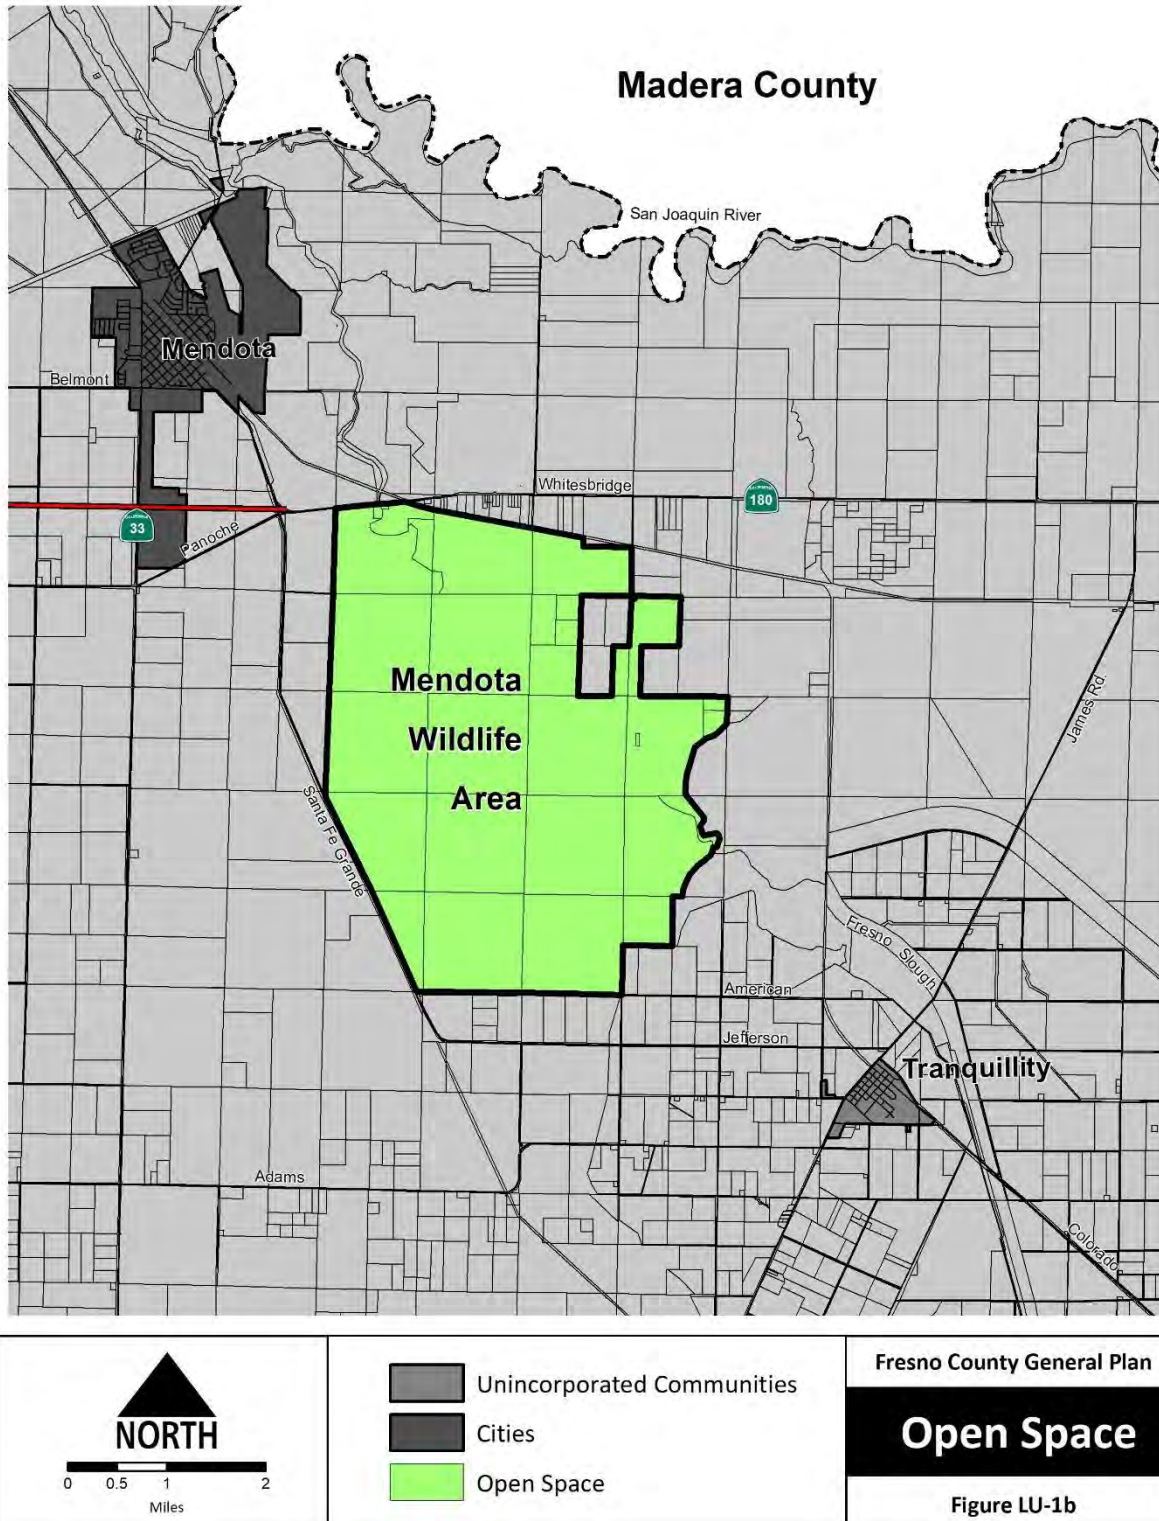 Madera County
San Joaquin River
Mendota
Belmont
Whitesbridge
CALIFORNIA
180
CALIFORNIA
33
Panoche
Mendota
Wildlife
Area
James Rd.
Santa Fe Grande
Fresno Slough
American
Jefferson
Tranquillity
Adams
Colorado
NORTH
0 0.5 1 2
Miles
Unincorporated Communities
Cities
Open Space
Fresno County General Plan
Open Space
Figure LU-1b